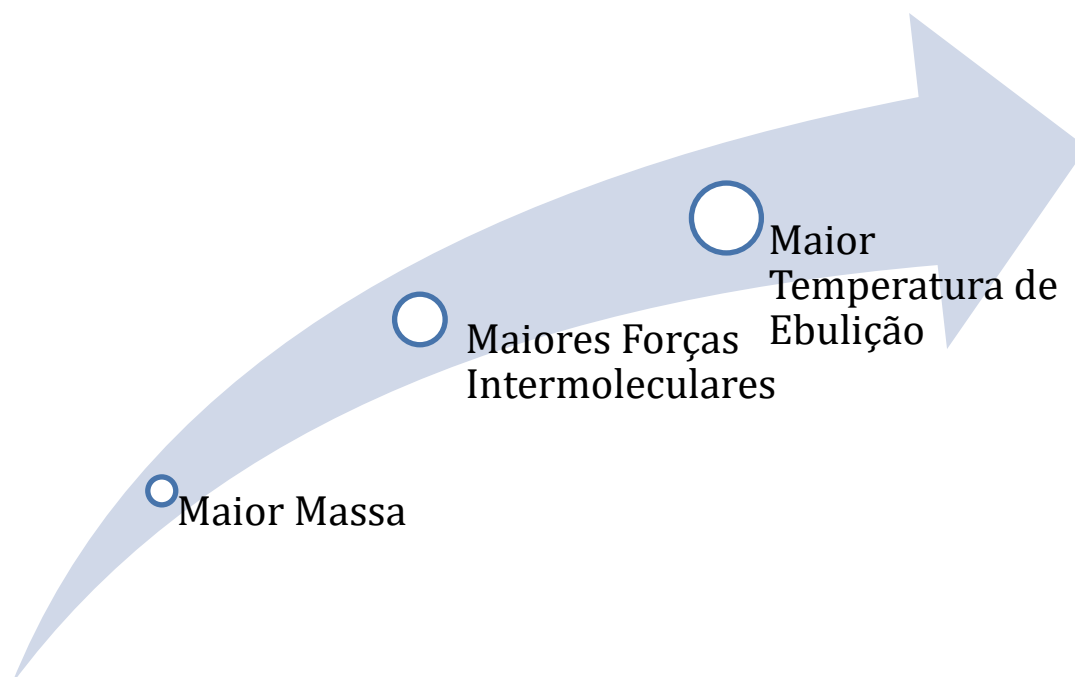 Maior Massa
Maiores Forças
Intermoleculares
Maior
Temperatura de
Ebulição